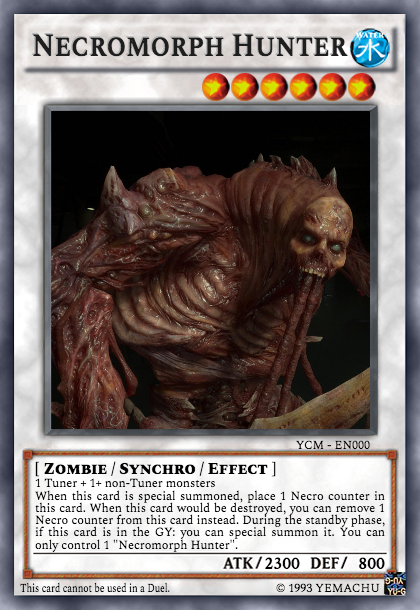 NECROMORPH HUNTER
WATER
水
YCM - EN000
[ ZOMBIE / SYNCHRO / EFFECT ]
1 Tuner + 1+ non-Tuner monsters
When this card is special summoned, place 1 Necro counter in
this card. When this card would be destroyed, you can remove 1
Necro counter from this card instead. During the standby phase,
if this card is in the GY: you can special summon it. You can
only control 1 "Necromorph Hunter".
ATK/ 2300 DEF/ 800
This card cannot be used in a Duel.
© 1993 YEMACHU